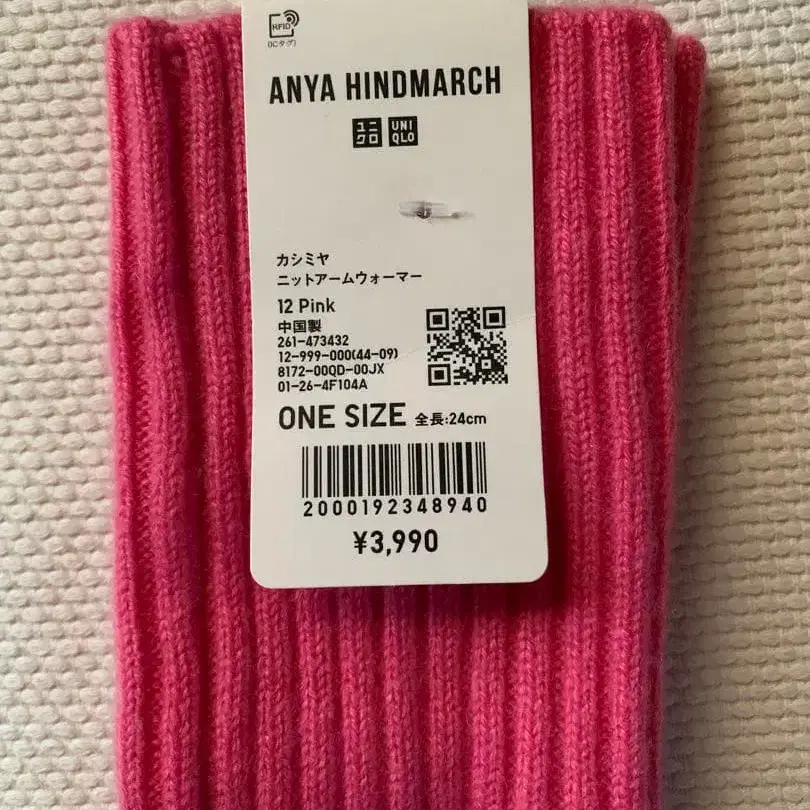 RFID
(ICタグ)
ANYA HINDMARCH
ユニクロ UNIQLO
カシミヤ
ニットアームウォーマー
12 Pink
中国製
261-473432
12-999-000(44-09)
8172-00QD-00JX
01-26-4F104A
ONE SIZE 全長:24cm
2000192348940
¥3,990